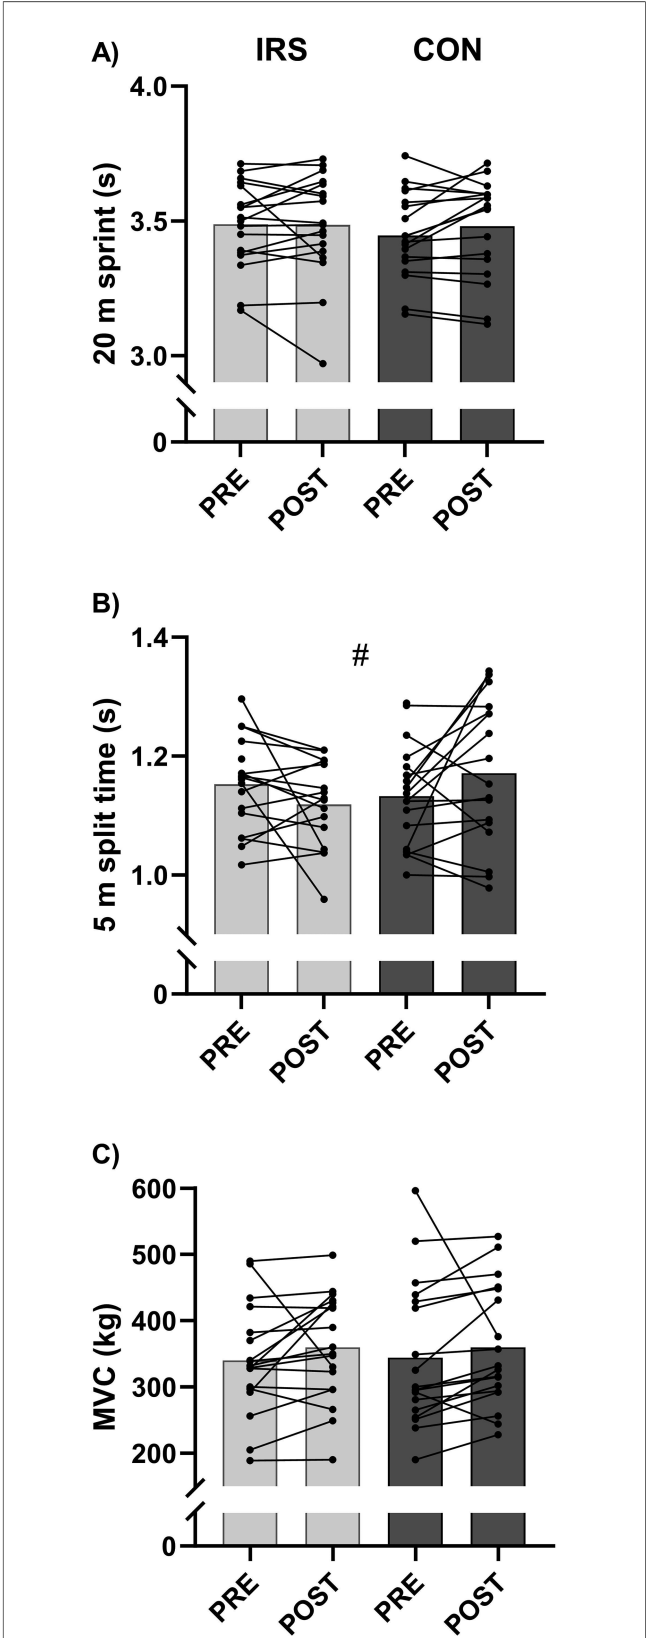 A) IRS CON
4.0
3.5
3.0
0
20 m sprint (s)
PRE POST PRE POST
B)
#
1.4
1.2
1.0
0
5 m split time (s)
PRE POST PRE POST
C)
600
500
400
300
200
0
MVC (kg)
PRE POST PRE POST